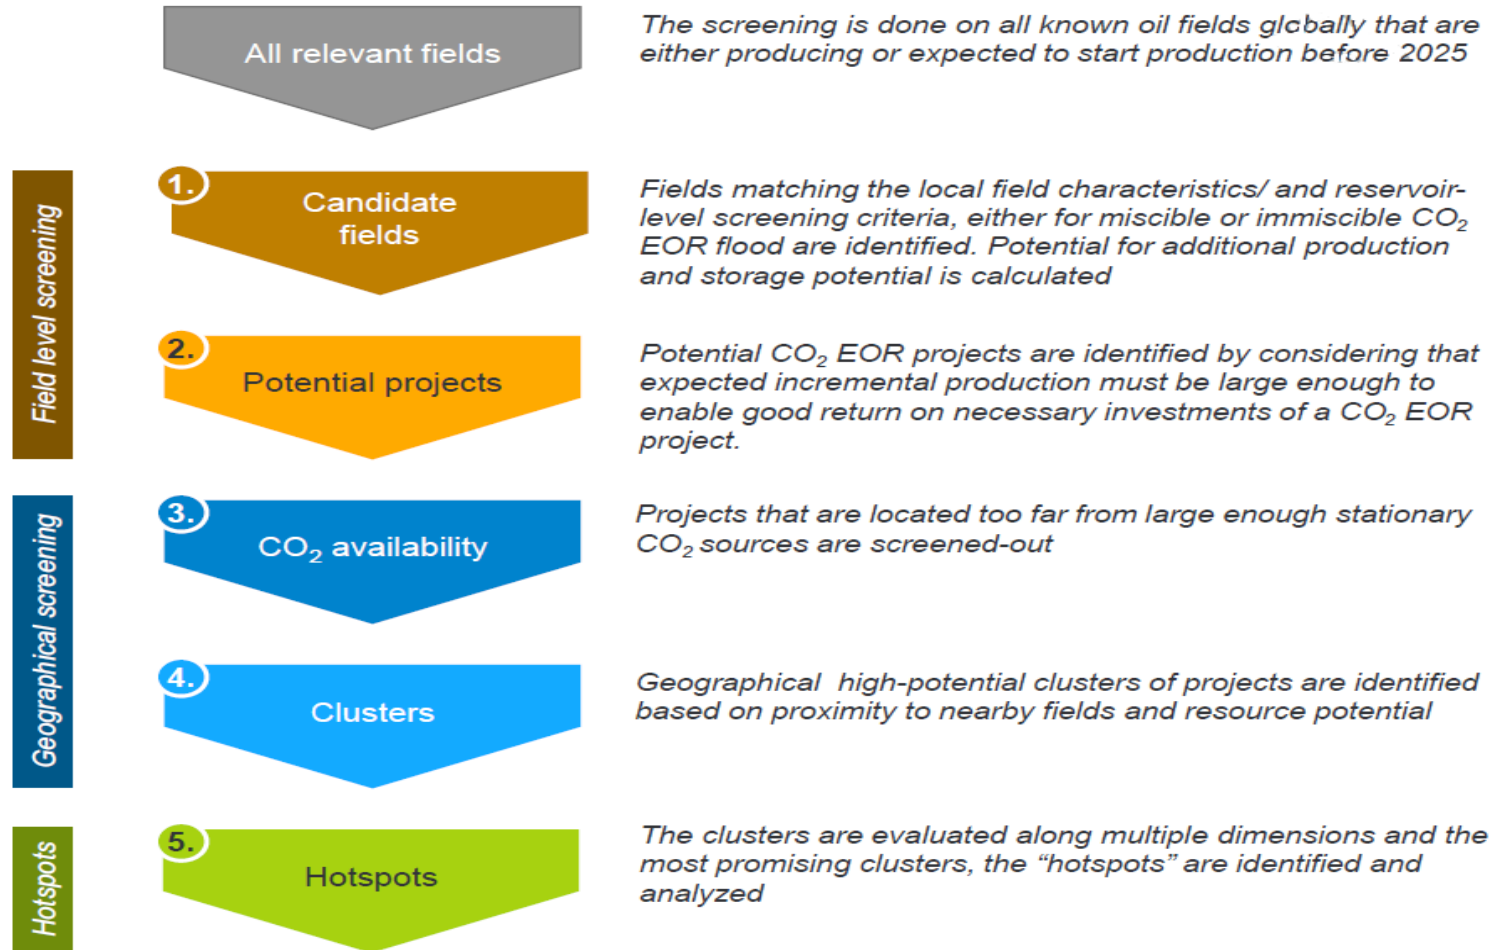 All relevant fields
The screening is done on all known oil fields globally that are
either producing or expected to start production before 2025
Field level screening
1.
Candidate
fields
Fields matching the local field characteristics/ and reservoir-
level screening criteria, either for miscible or immiscible CO₂
EOR flood are identified. Potential for additional production
and storage potential is calculated
2.
Potential projects
Potential CO₂ EOR projects are identified by considering that
expected incremental production must be large enough to
enable good return on necessary investments of a CO₂ EOR
project.
Geographical screening
3.
CO₂ availability
Projects that are located too far from large enough stationary
CO₂ sources are screened-out
4.
Clusters
Geographical high-potential clusters of projects are identified
based on proximity to nearby fields and resource potential
Hotspots
5.
Hotspots
The clusters are evaluated along multiple dimensions and the
most promising clusters, the “hotspots” are identified and
analyzed